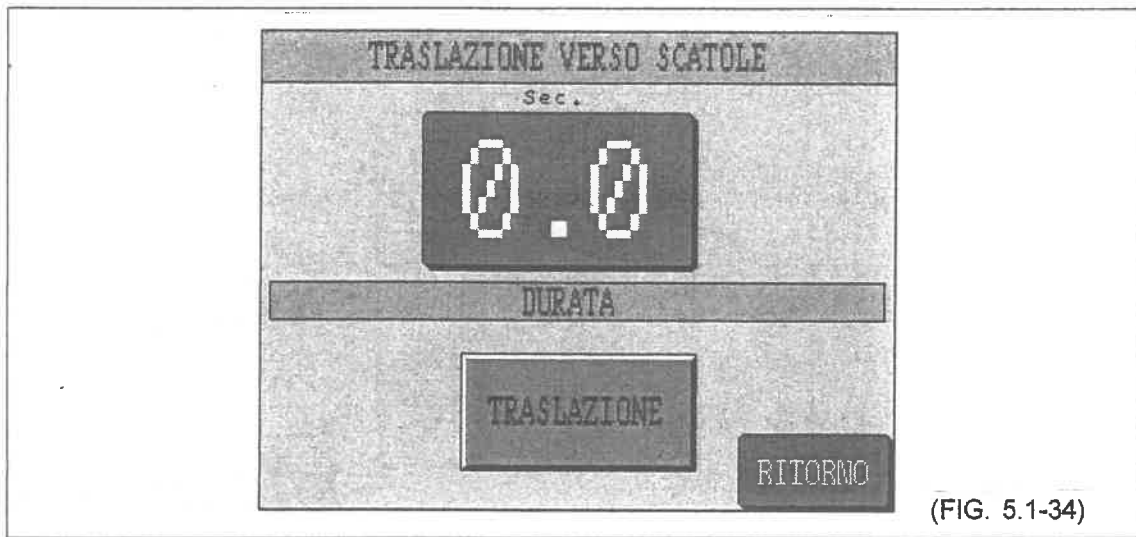 TRASLAZIONE VERSO SCATOLE
Sec.
0.0
DURATA
TRASLAZIONE
RITORNO
(FIG. 5.1-34)